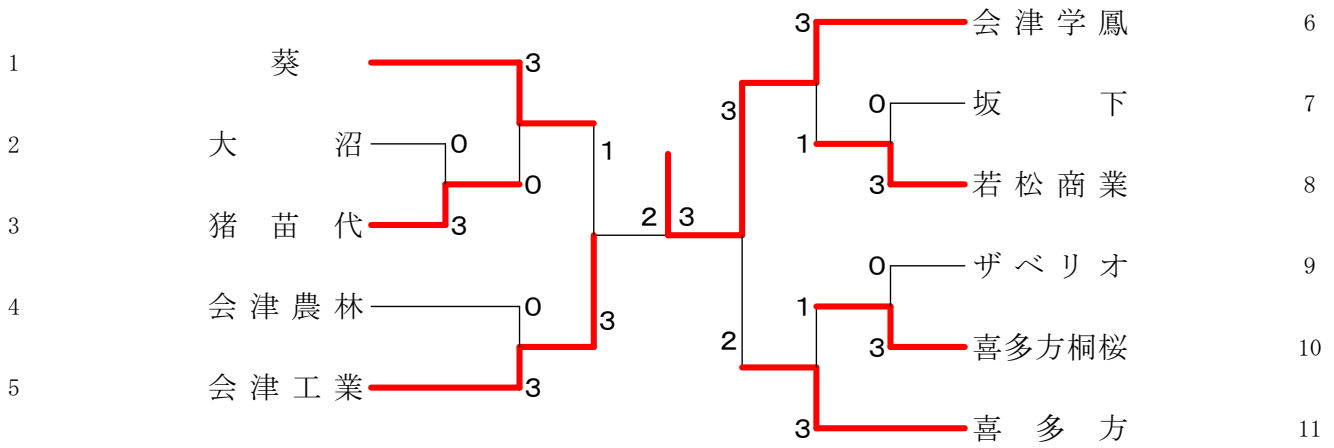 1 葵 3
2 大沼 0
0
3 猪苗代 3
4 会津農林 0
5 会津工業 3
1
3
2 3
3
2
3 会津学鳳 6
0 坂下 7
1
3 若松商業 8
0 ザベリオ 9
1
3 喜多方桐桜 10
3 喜多方 11